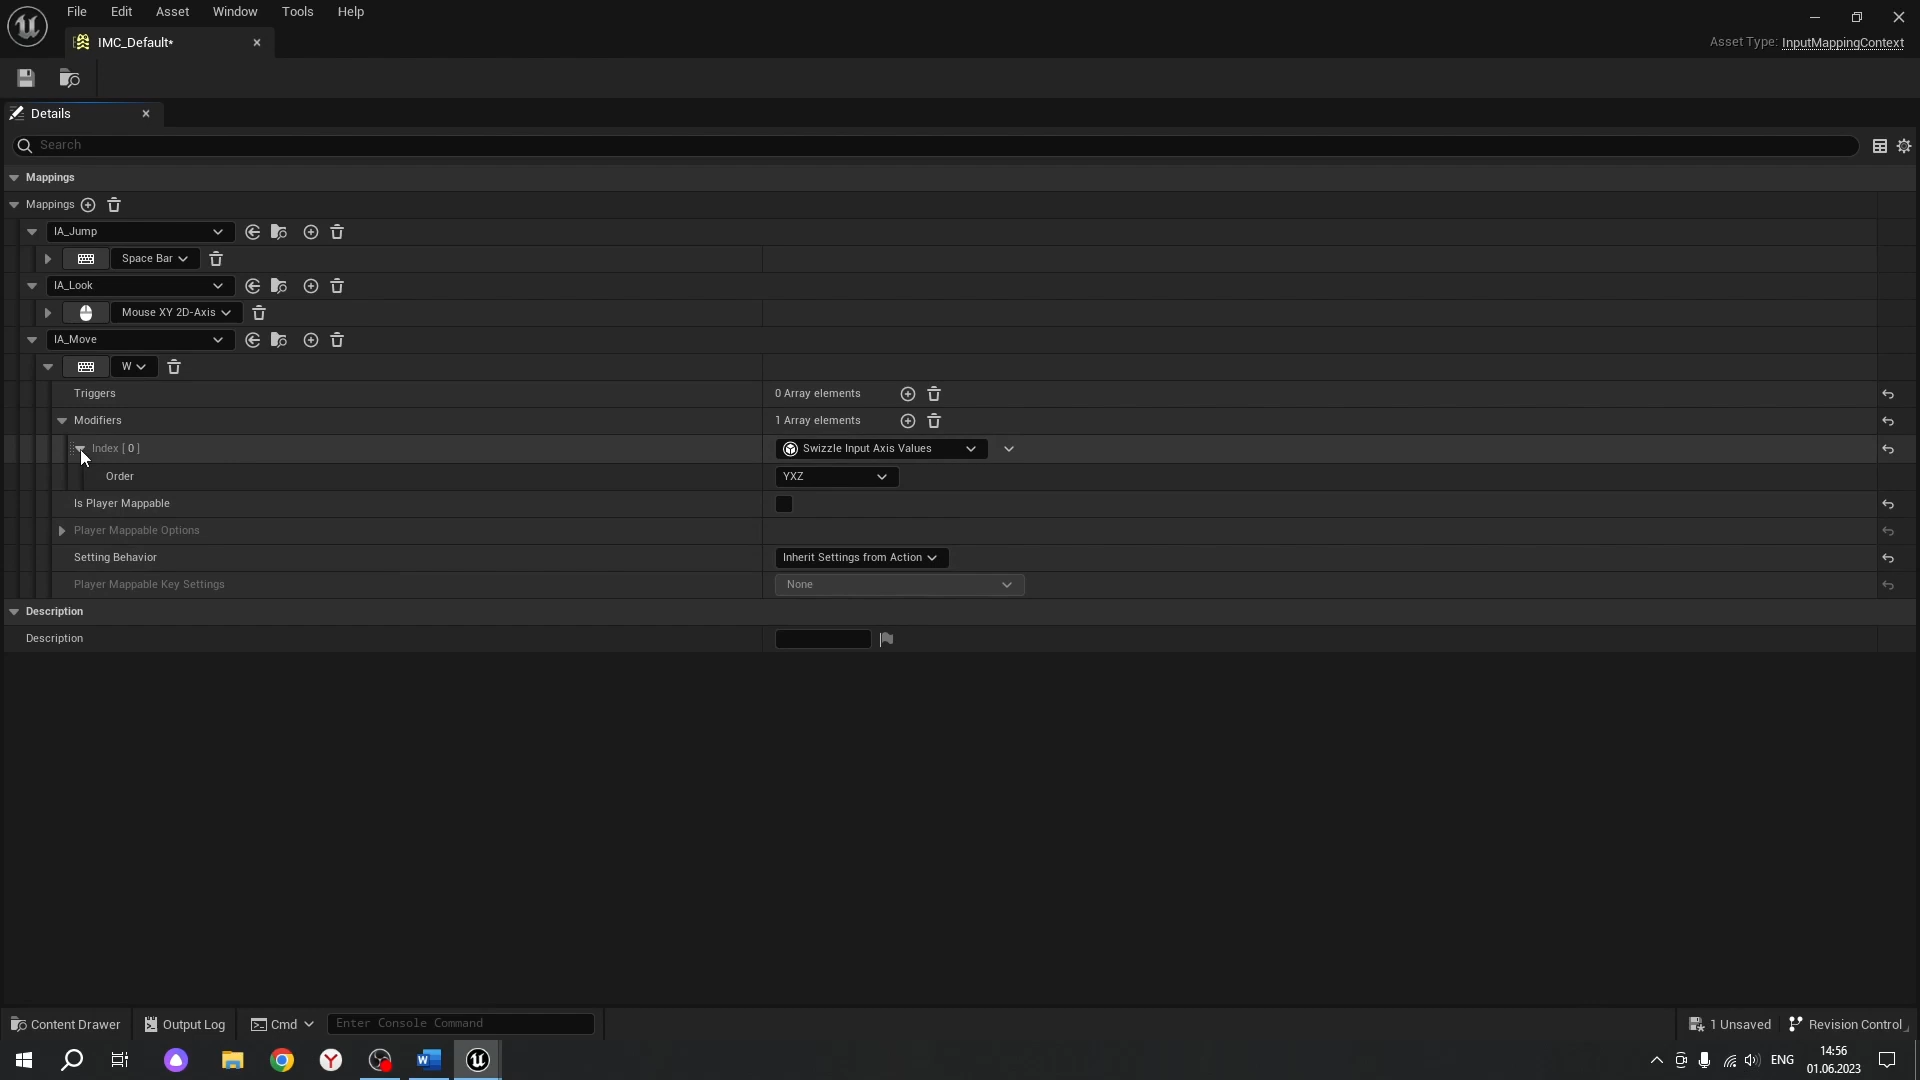 File Edit Asset Window Tools Help
IMC_Default*
Asset Type: InputMappingContext
Details
Search
Mappings
Mappings
IA_Jump
Space Bar
IA_Look
Mouse XY 2D-Axis
IA_Move
W
Triggers 0 Array elements
Modifiers 1 Array elements
Index [ 0 ] Swizzle Input Axis Values
Order YXZ
Is Player Mappable
Player Mappable Options
Setting Behavior Inherit Settings from Action
Player Mappable Key Settings None
Description
Description
Content Drawer Output Log Cmd Enter Console Command 1 Unsaved Revision Control
ENG 14:56
01.06.2023